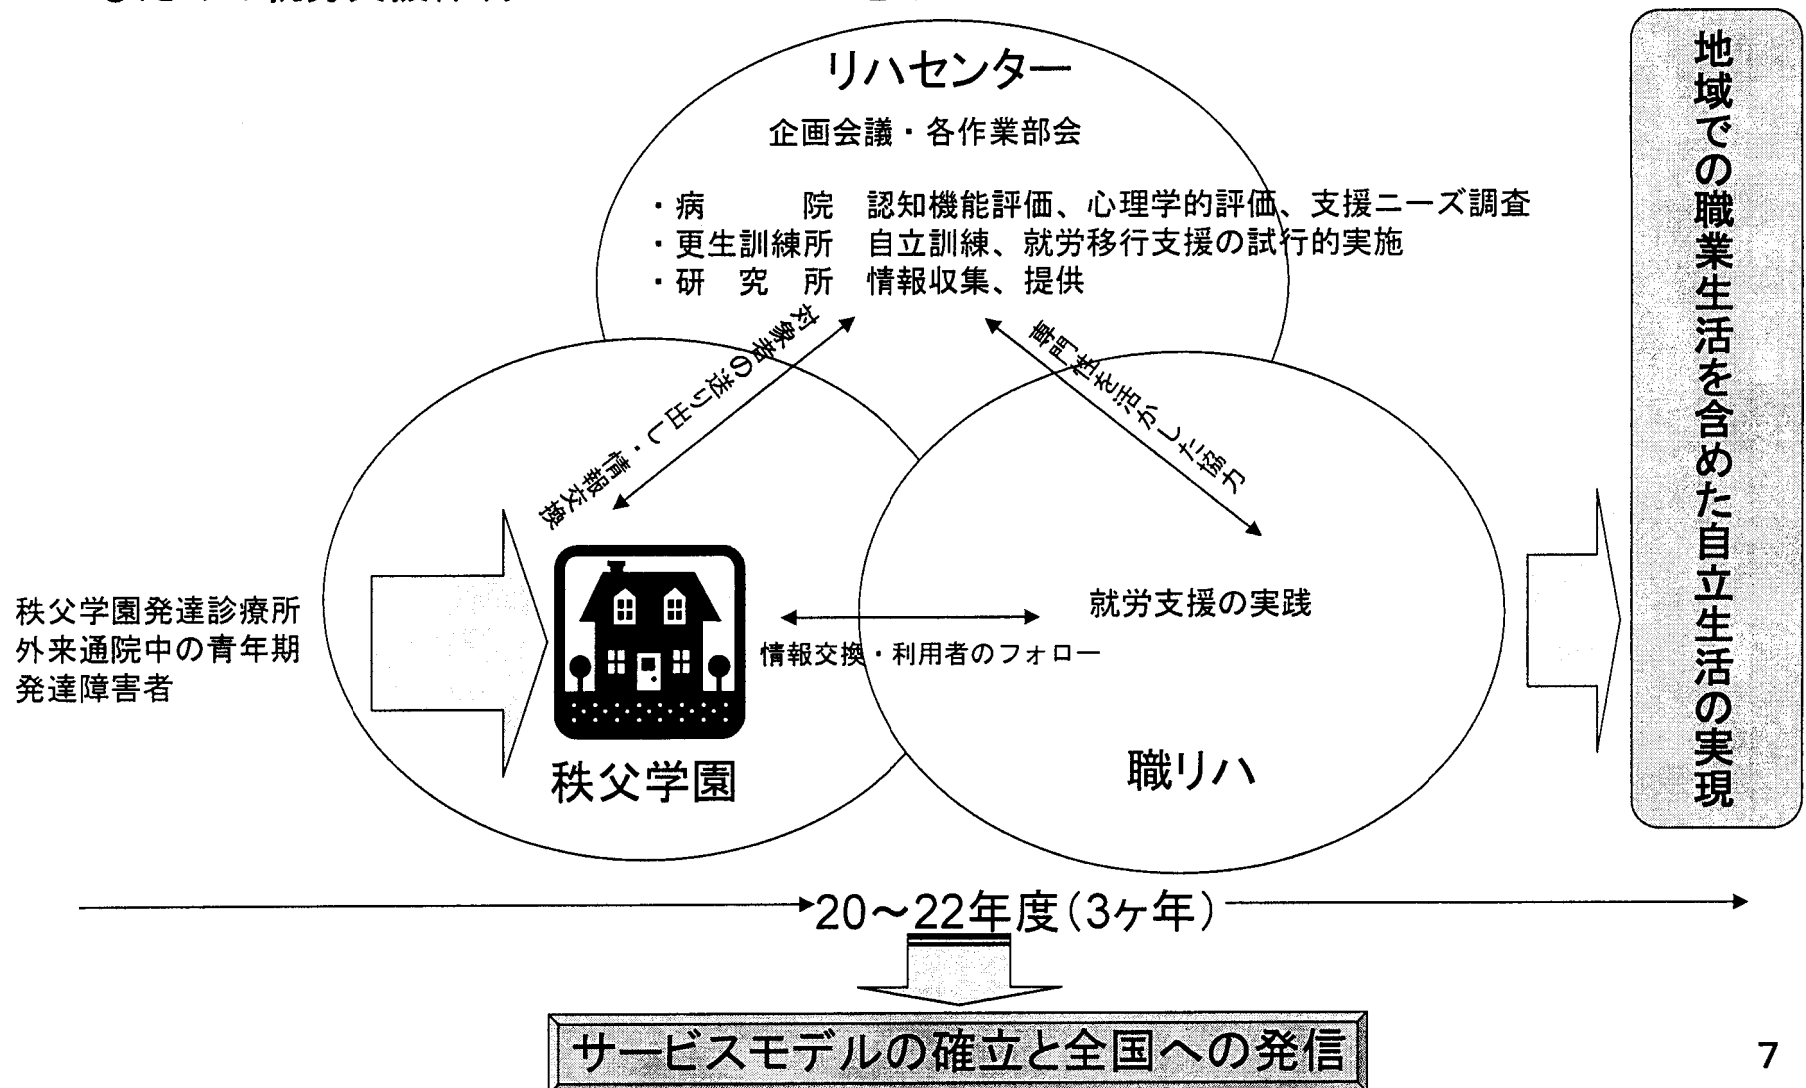 リハセンター
企画会議・各作業部会
・病　　　院　認知機能評価、心理学的評価、支援ニーズ調査
・更生訓練所　自立訓練、就労移行支援の試行的実施
・研　究　所　情報収集、提供
対象者の送り出し・情報交換
専門性を活かした協力
秩父学園発達診療所
外来通院中の青年期
発達障害者
情報交換・利用者のフォロー
就労支援の実践
秩父学園
職リハ
地域での職業生活を含めた自立生活の実現
20～22年度(3ヶ年)
サービスモデルの確立と全国への発信
7